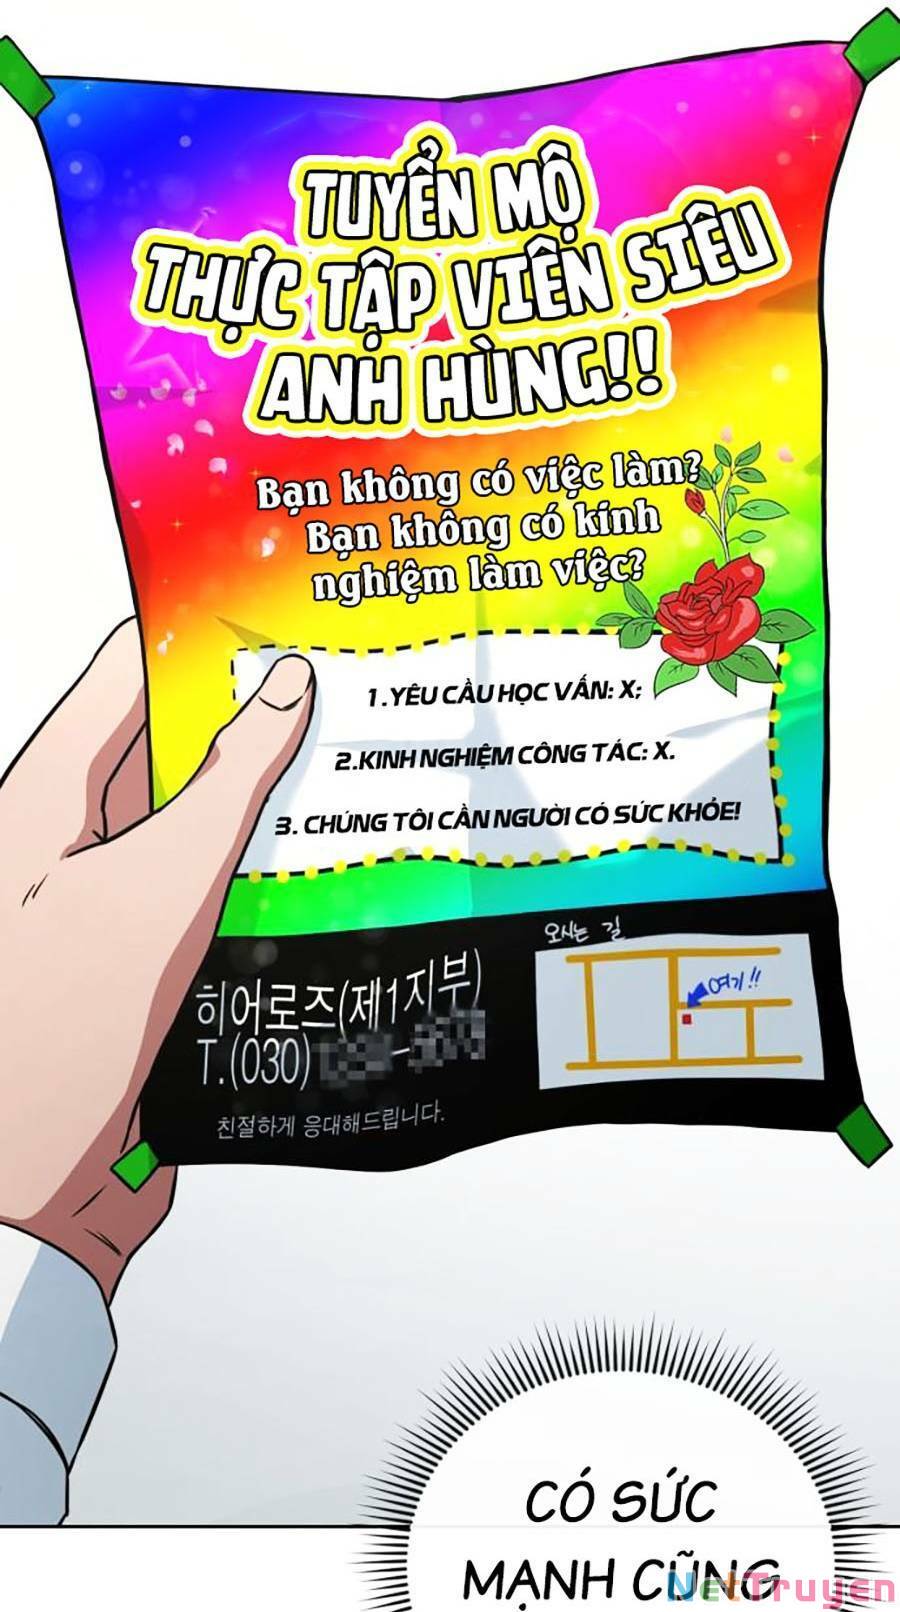 TUYỂN MỘ
THỰC TẬP VIÊN SIÊU
ANH HÙNG!!
Bạn không có việc làm?
Bạn không có kinh
nghiệm làm việc?
1.YÊU CẦU HỌC VẤN: X;
2.KINH NGHIỆM CÔNG TÁC: X.
3. CHÚNG TÔI CẦN NGƯỜI CÓ SỨC KHỎE!
오시는 길
여기!!
히어로즈(제1지부)
T.(030)
친절하게 응대해드립니다.
CÓ SỨC
MẠNH CŨNG
NetTruyen